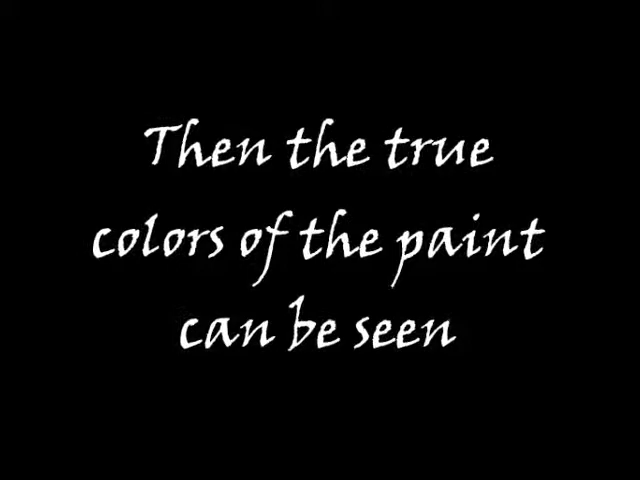 Then the true
colors of the paint
can be seen